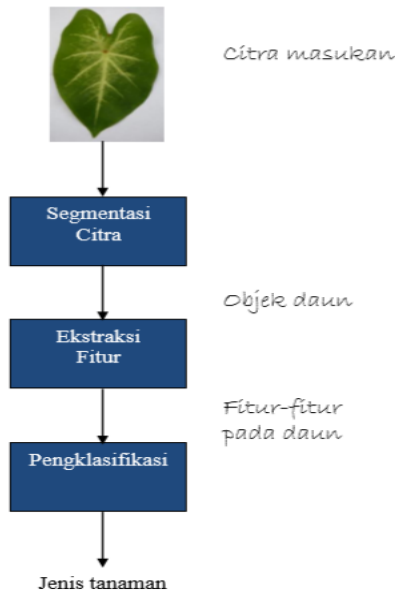 Citra masukan
Segmentasi
Citra
Objek daun
Ekstraksi
Fitur
Fitur-fitur
pada daun
Pengklasifikasi
Jenis tanaman